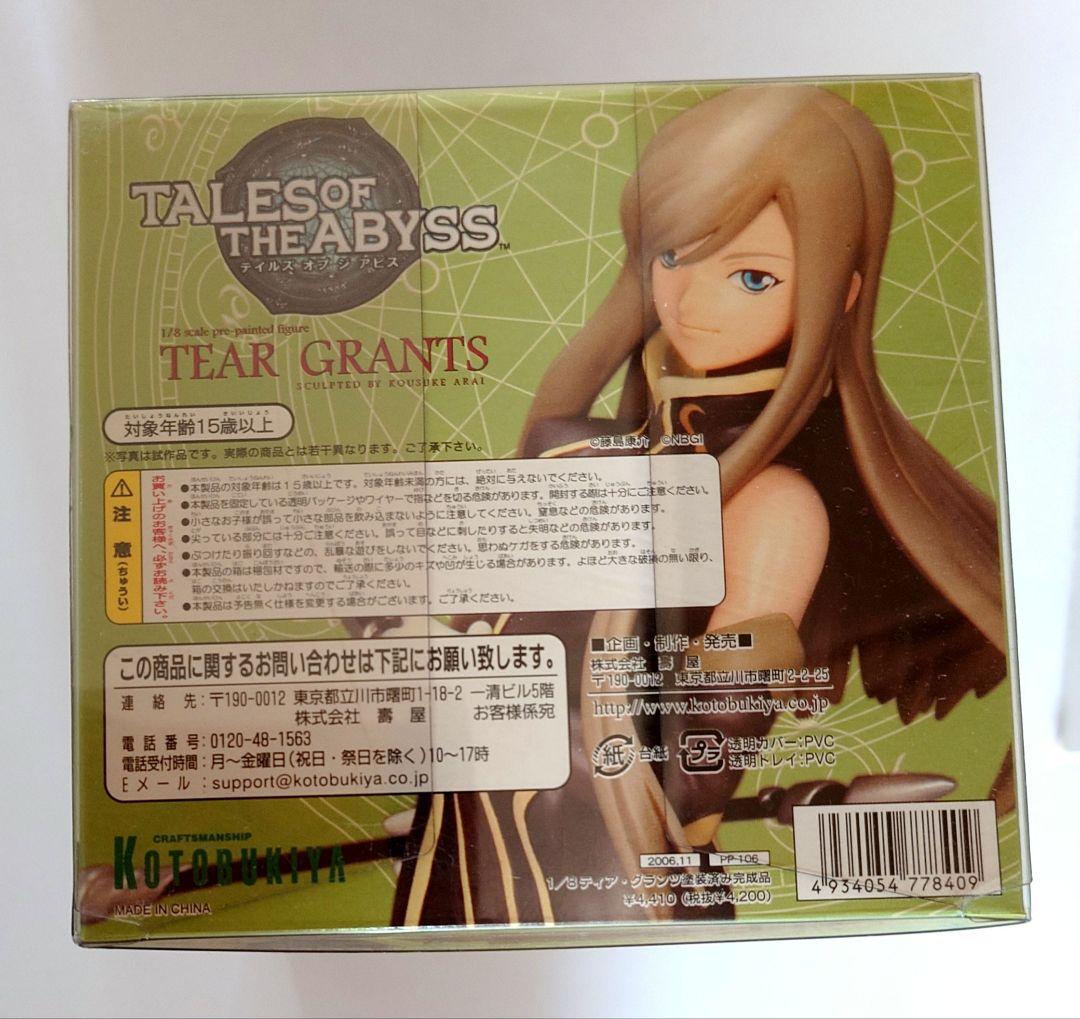 TALES OF
THE ABYSS™
テイルズ オブ ジ アビス
1/8 scale pre-painted figure
TEAR GRANTS
SCULPTED BY KOUSUKE ARAI
対象年齢15歳以上
※写真は試作品です。実際の商品とは若干異なります。ご了承下さい。
©藤島康介 ©NBGI
注意(ちゅうい)
お買い上げのお客様へ、必ずお読み下さい。
●本製品の対象年齢は15歳以上です。対象年齢未満の方には、絶対に与えないでください。
●本製品を固定している透明パッケージやワイヤーで指などを切る危険があります。開封する際は十分にご注意ください。
●小さなお子様が誤って小さな部品を飲み込まないように注意してください。窒息などの危険があります。
●尖っている部分には十分ご注意ください。誤って目などに刺したりすると失明などの危険があります。
●ぶつけたり振り回すなどの、乱暴な遊びをしないでください。思わぬケガをする危険があります。
●本製品の箱は梱包材ですので、輸送の際に多少のキズや凹が生じる場合があります。よほど大きな破損の無い限り、
箱の交換はいたしかねますのでご了承ください。
●本製品は予告無く仕様を変更する場合がございます。ご了承ください。
この商品に関するお問い合わせは下記にお願い致します。
連絡先:〒190-0012 東京都立川市曙町1-18-2 一清ビル5階
株式会社 壽屋 お客様係宛
電話番号:0120-48-1563
電話受付時間:月〜金曜日(祝日・祭日を除く)10〜17時
Eメール:support@kotobukiya.co.jp
■企画・制作・発売■
株式会社 壽屋
〒190-0012 東京都立川市曙町2-2-25
http://www.kotobukiya.co.jp
紙 台紙 プラ 透明カバー:PVC
透明トレイ:PVC
CRAFTSMANSHIP
KOTOBUKIYA
MADE IN CHINA
2006.11 PP-106
1/8ティア・グランツ塗装済み完成品
¥4,410 (税抜¥4,200)
4 934054 778409